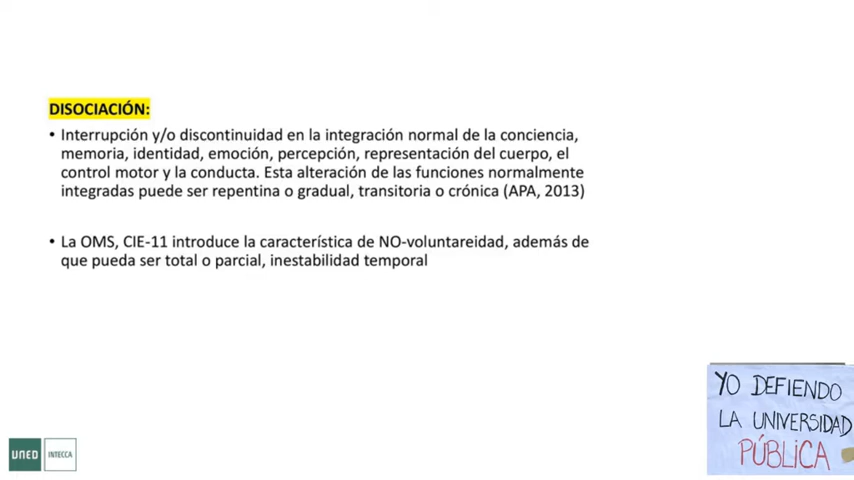 DISOCIACIÓN:
• Interrupción y/o discontinuidad en la integración normal de la conciencia,
memoria, identidad, emoción, percepción, representación del cuerpo, el
control motor y la conducta. Esta alteración de las funciones normalmente
integradas puede ser repentina o gradual, transitoria o crónica (APA, 2013)
• La OMS, CIE-11 introduce la característica de NO-voluntareidad, además de
que pueda ser total o parcial, inestabilidad temporal
YO DEFIENDO
LA UNIVERSIDAD
PÚBLICA
UNED INTECCA